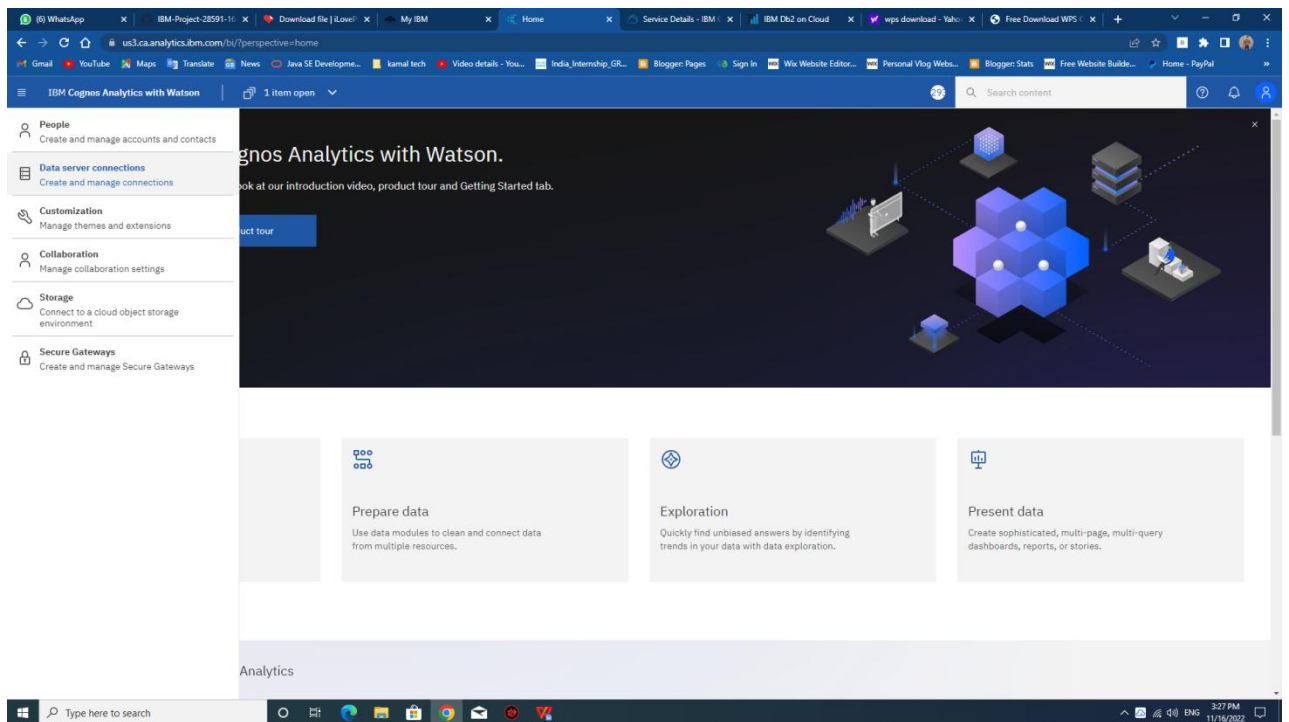 (6) WhatsApp
IBM-Project-28591-16
Download file | iLoveP
My IBM
Home
Service Details - IBM C
IBM Db2 on Cloud
wps download - Yaho
Free Download WPS
us3.ca.analytics.ibm.com/bi/?perspective=home
Gmail YouTube Maps Translate News Java SE Developme... kamal tech Video details - You... India_Internship_GR... Blogger: Pages Sign In Wix Website Editor... Personal Vlog Webs... Blogger: Stats Free Website Builde... Home - PayPal »
IBM Cognos Analytics with Watson 1 item open
Search content
People
Create and manage accounts and contacts
Data server connections
Create and manage connections
Customization
Manage themes and extensions
Collaboration
Manage collaboration settings
Storage
Connect to a cloud object storage
environment
Secure Gateways
Create and manage Secure Gateways
gnos Analytics with Watson.
ook at our introduction video, product tour and Getting Started tab.
uct tour
Prepare data
Use data modules to clean and connect data
from multiple resources.
Exploration
Quickly find unbiased answers by identifying
trends in your data with data exploration.
Present data
Create sophisticated, multi-page, multi-query
dashboards, reports, or stories.
Analytics
Type here to search
ENG
3:27 PM
11/16/2022